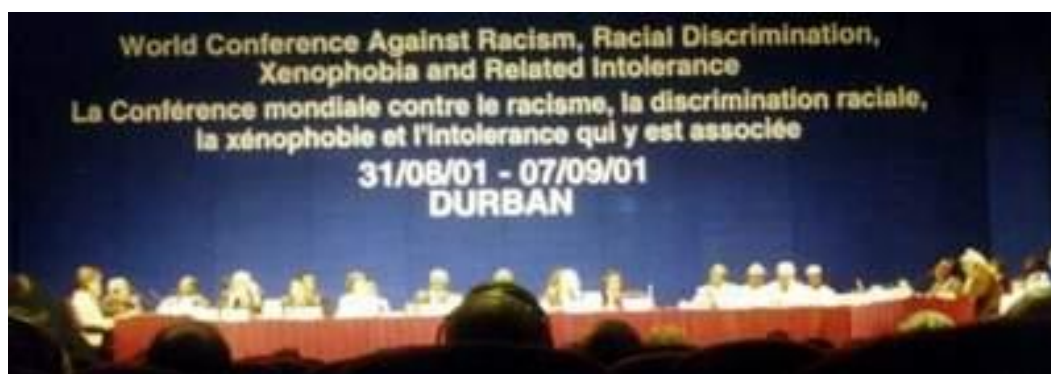 World Conference Against Racism, Racial Discrimination,
Xenophobia and Related Intolerance
La Conférence mondiale contre le racisme, la discrimination raciale,
la xénophobie et l'intolerance qui y est associée
31/08/01 - 07/09/01
DURBAN